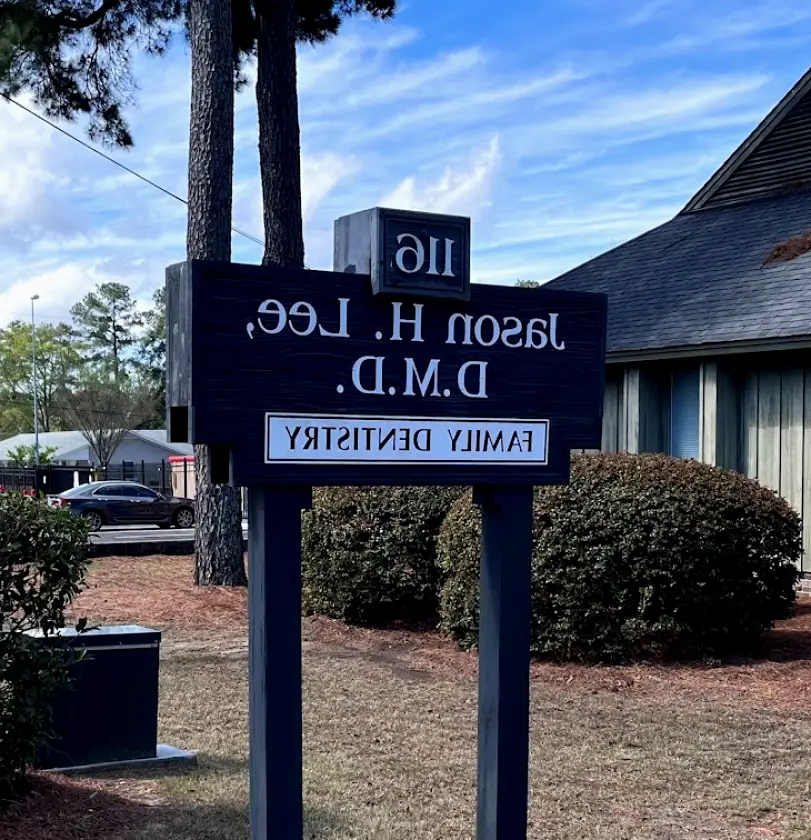 116
Jason H. Lee,
D.M.D.
FAMILY DENTISTRY